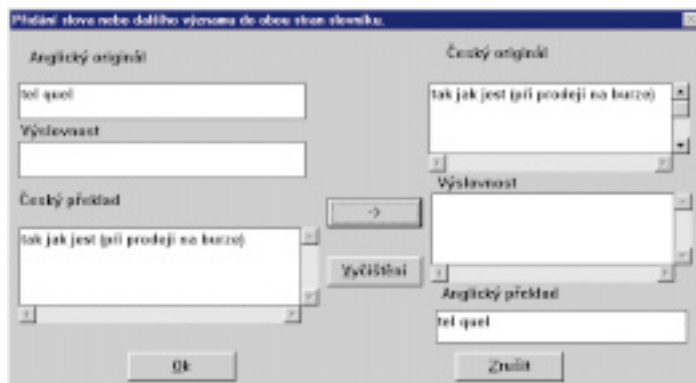 Přidání slova nebo dalšího významu do obou stran slovníku.
Anglický originál
tel quel
Výslovnost
Český překlad
tak jak jest (při prodeji na burze)
->
Vyčištění
Český originál
tak jak jest (při prodeji na burze)
Výslovnost
Anglický překlad
tel quel
Ok
Zrušit